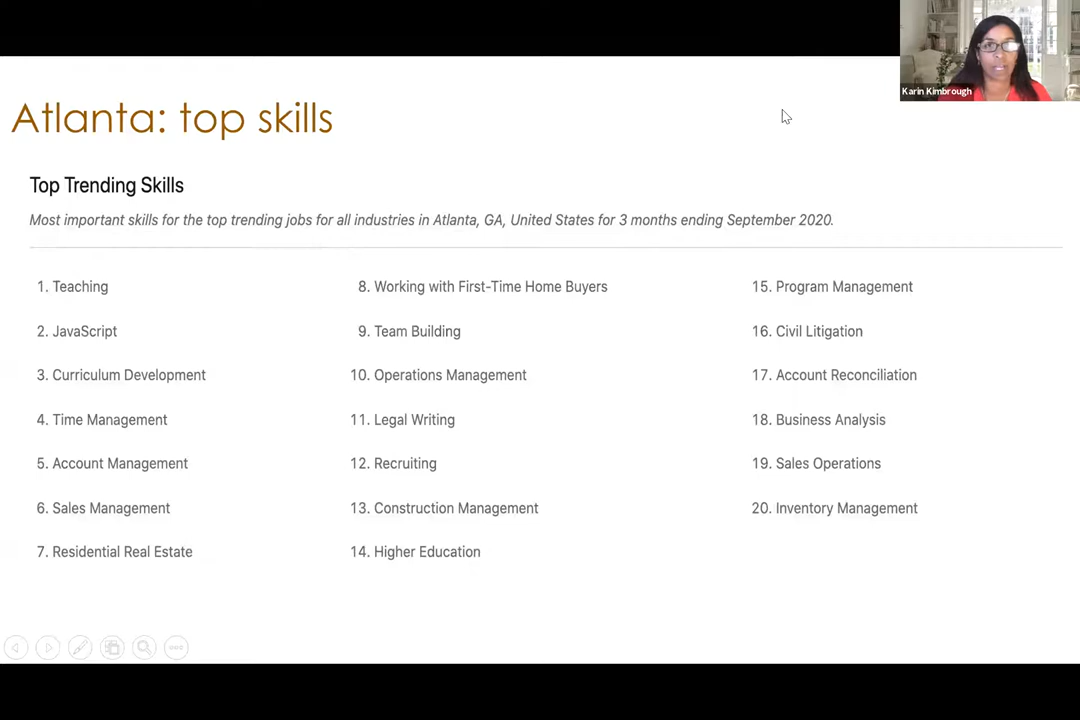 Karin Kimbrough
Atlanta: top skills
Top Trending Skills
Most important skills for the top trending jobs for all industries in Atlanta, GA, United States for 3 months ending September 2020.
1. Teaching
2. JavaScript
3. Curriculum Development
4. Time Management
5. Account Management
6. Sales Management
7. Residential Real Estate
8. Working with First-Time Home Buyers
9. Team Building
10. Operations Management
11. Legal Writing
12. Recruiting
13. Construction Management
14. Higher Education
15. Program Management
16. Civil Litigation
17. Account Reconciliation
18. Business Analysis
19. Sales Operations
20. Inventory Management